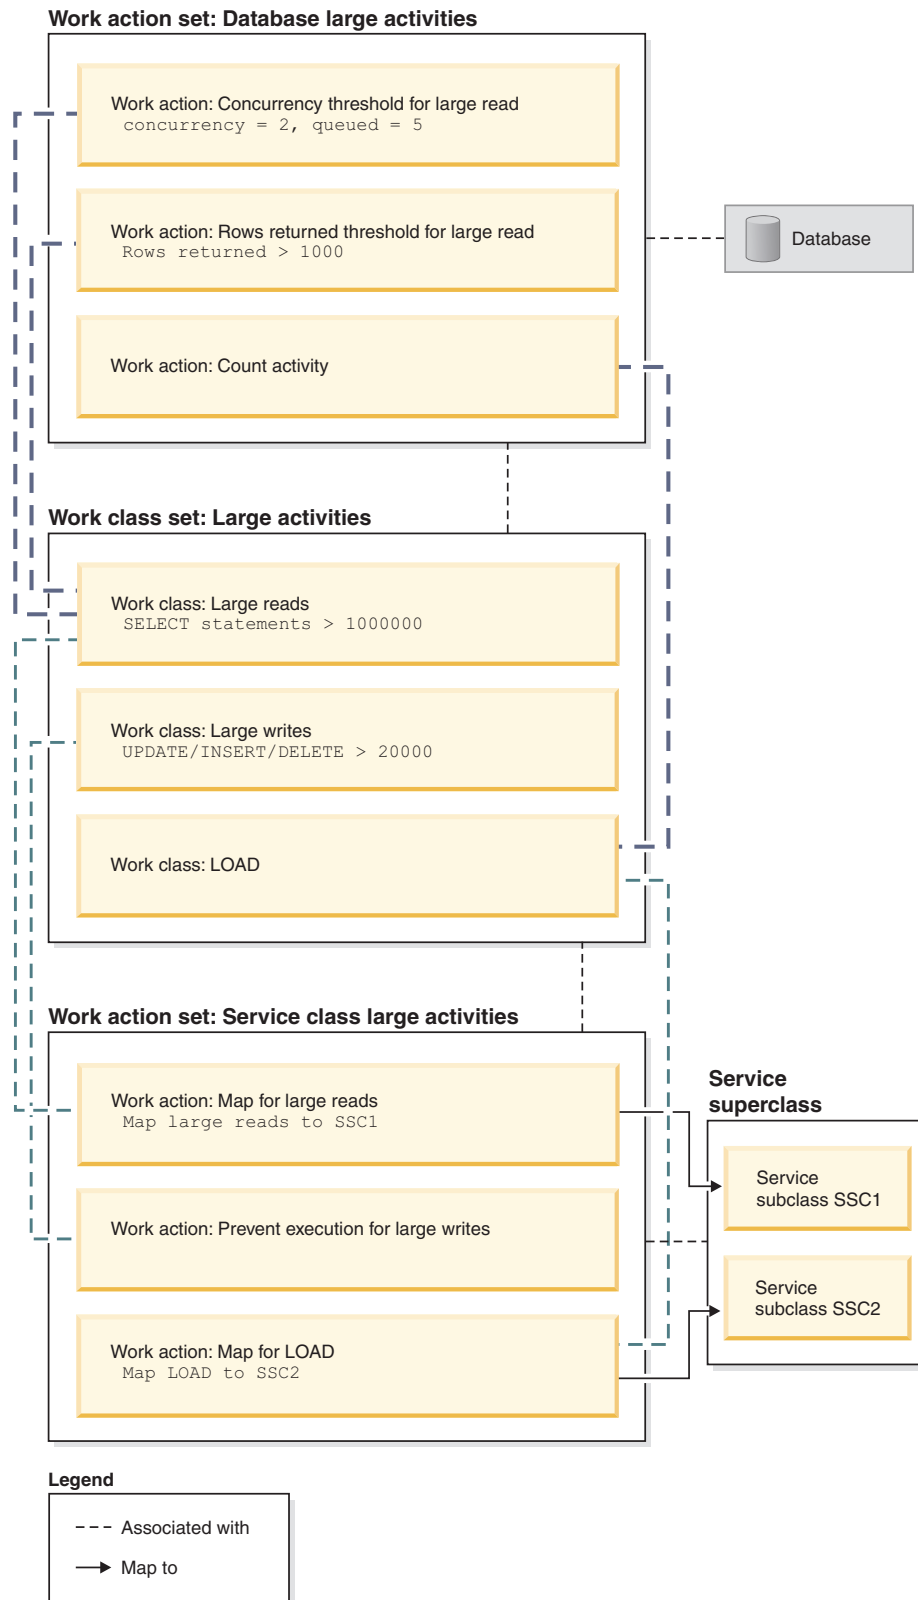 Work action set: Database large activities
Work action: Concurrency threshold for large read
concurrency = 2, queued = 5
Work action: Rows returned threshold for large read
Rows returned > 1000
Database
Work action: Count activity
Work class set: Large activities
Work class: Large reads
SELECT statements > 1000000
Work class: Large writes
UPDATE/INSERT/DELETE > 20000
Work class: LOAD
Work action set: Service class large activities
Work action: Map for large reads
Map large reads to SSC1
Work action: Prevent execution for large writes
Work action: Map for LOAD
Map LOAD to SSC2
Service
superclass
Service
subclass SSC1
Service
subclass SSC2
Legend
Associated with
Map to